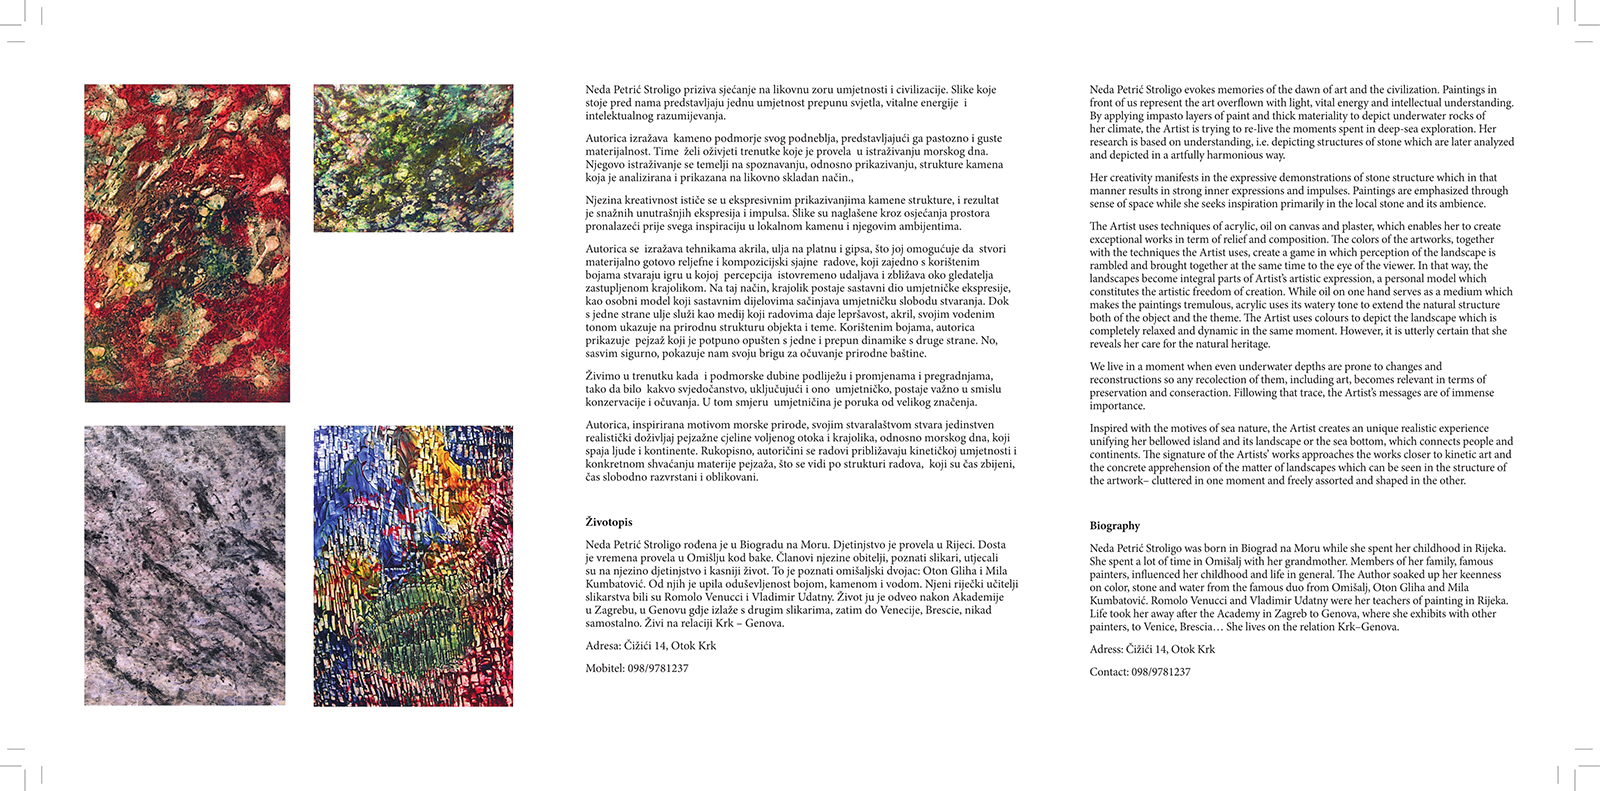 Neda Petrić Stroligo priziva sjećanje na likovnu zoru umjetnosti i civilizacije. Slike koje
stoje pred nama predstavljaju jednu umjetnost prepunu svjetla, vitalne energije  i
intelektualnog razumijevanja.
Autorica izražava  kameno podmorje svog podneblja, predstavljajući ga pastozno i guste
materijalnost. Time  želi oživjeti trenutke koje je provela  u istraživanju morskog dna.
Njegovo istraživanje se temelji na spoznavanju, odnosno prikazivanju, strukture kamena
koja je analizirana i prikazana na likovno skladan način.,
Njezina kreativnost ističe se u ekspresivnim prikazivanjima kamene strukture, i rezultat
je snažnih unutrašnjih ekspresija i impulsa. Slike su naglašene kroz osjećanja prostora
pronalazeći prije svega inspiraciju u lokalnom kamenu i njegovim ambijentima.
Autorica se  izražava tehnikama akrila, ulja na platnu i gipsa, što joj omogućuje da  stvori
materijalno gotovo reljefne i kompozicijski sjajne  radove, koji zajedno s korištenim
bojama stvaraju igru u kojoj  percepcija  istovremeno udaljava i zbližava oko gledatelja
zastupljenom krajolikom. Na taj način, krajolik postaje sastavni dio umjetničke ekspresije,
kao osobni model koji sastavnim dijelovima sačinjava umjetničku slobodu stvaranja. Dok
s jedne strane ulje služi kao medij koji radovima daje lepršavost, akril, svojim vodenim
tonom ukazuje na prirodnu strukturu objekta i teme. Korištenim bojama, autorica
prikazuje  pejzaž koji je potpuno opušten s jedne i prepun dinamike s druge strane. No,
sasvim sigurno, pokazuje nam svoju brigu za očuvanje prirodne baštine.
Živimo u trenutku kada  i podmorske dubine podliježu i promjenama i pregradnjama,
tako da bilo  kakvo svjedočanstvo, uključujući i ono  umjetničko, postaje važno u smislu
konzervacije i očuvanja. U tom smjeru  umjetničina je poruka od velikog značenja.
Autorica, inspirirana motivom morske prirode, svojim stvaralaštvom stvara jedinstven
realistički doživljaj pejzažne cjeline voljenog otoka i krajolika, odnosno morskog dna, koji
spaja ljude i kontinente. Rukopisno, autoričini se radovi približavaju kinetičkoj umjetnosti i
konkretnom shvaćanju materije pejzaža, što se vidi po strukturi radova,  koji su čas zbijeni,
čas slobodno razvrstani i oblikovani.
Životopis
Neda Petrić Stroligo rođena je u Biogradu na Moru. Djetinjstvo je provela u Rijeci. Dosta
je vremena provela u Omišlju kod bake. Članovi njezine obitelji, poznati slikari, utjecali
su na njezino djetinjstvo i kasniji život. To je poznati omišaljski dvojac: Oton Gliha i Mila
Kumbatović. Od njih je upila oduševljenost bojom, kamenom i vodom. Njeni riječki učitelji
slikarstva bili su Romolo Venucci i Vladimir Udatny. Život ju je odveo nakon Akademije
u Zagrebu, u Genovu gdje izlaže s drugim slikarima, zatim do Venecije, Brescie, nikad
samostalno. Živi na relaciji Krk – Genova.
Adresa: Čižići 14, Otok Krk
Mobitel: 098/9781237
Neda Petrić Stroligo evokes memories of the dawn of art and the civilization. Paintings in
front of us represent the art overflown with light, vital energy and intellectual understanding.
By applying impasto layers of paint and thick materiality to depict underwater rocks of
her climate, the Artist is trying to re-live the moments spent in deep-sea exploration. Her
research is based on understanding, i.e. depicting structures of stone which are later analyzed
and depicted in a artfully harmonious way.
Her creativity manifests in the expressive demonstrations of stone structure which in that
manner results in strong inner expressions and impulses. Paintings are emphasized through
sense of space while she seeks inspiration primarily in the local stone and its ambience.
The Artist uses techniques of acrylic, oil on canvas and plaster, which enables her to create
exceptional works in term of relief and composition. The colors of the artworks, together
with the techniques the Artist uses, create a game in which perception of the landscape is
rambled and brought together at the same time to the eye of the viewer. In that way, the
landscapes become integral parts of Artist's artistic expression, a personal model which
constitutes the artistic freedom of creation. While oil on one hand serves as a medium which
makes the paintings tremulous, acrylic uses its watery tone to extend the natural structure
both of the object and the theme. The Artist uses colours to depict the landscape which is
completely relaxed and dynamic in the same moment. However, it is utterly certain that she
reveals her care for the natural heritage.
We live in a moment when even underwater depths are prone to changes and
reconstructions so any recolection of them, including art, becomes relevant in terms of
preservation and conseraction. Fillowing that trace, the Artist's messages are of immense
importance.
Inspired with the motives of sea nature, the Artist creates an unique realistic experience
unifying her bellowed island and its landscape or the sea bottom, which connects people and
continents. The signature of the Artists' works approaches the works closer to kinetic art and
the concrete apprehension of the matter of landscapes which can be seen in the structure of
the artwork– cluttered in one moment and freely assorted and shaped in the other.
Biography
Neda Petrić Stroligo was born in Biograd na Moru while she spent her childhood in Rijeka.
She spent a lot of time in Omišalj with her grandmother. Members of her family, famous
painters, influenced her childhood and life in general. The Author soaked up her keenness
on color, stone and water from the famous duo from Omišalj, Oton Gliha and Mila
Kumbatović. Romolo Venucci and Vladimir Udatny were her teachers of painting in Rijeka.
Life took her away after the Academy in Zagreb to Genova, where she exhibits with other
painters, to Venice, Brescia… She lives on the relation Krk–Genova.
Adress: Čižići 14, Otok Krk
Contact: 098/9781237